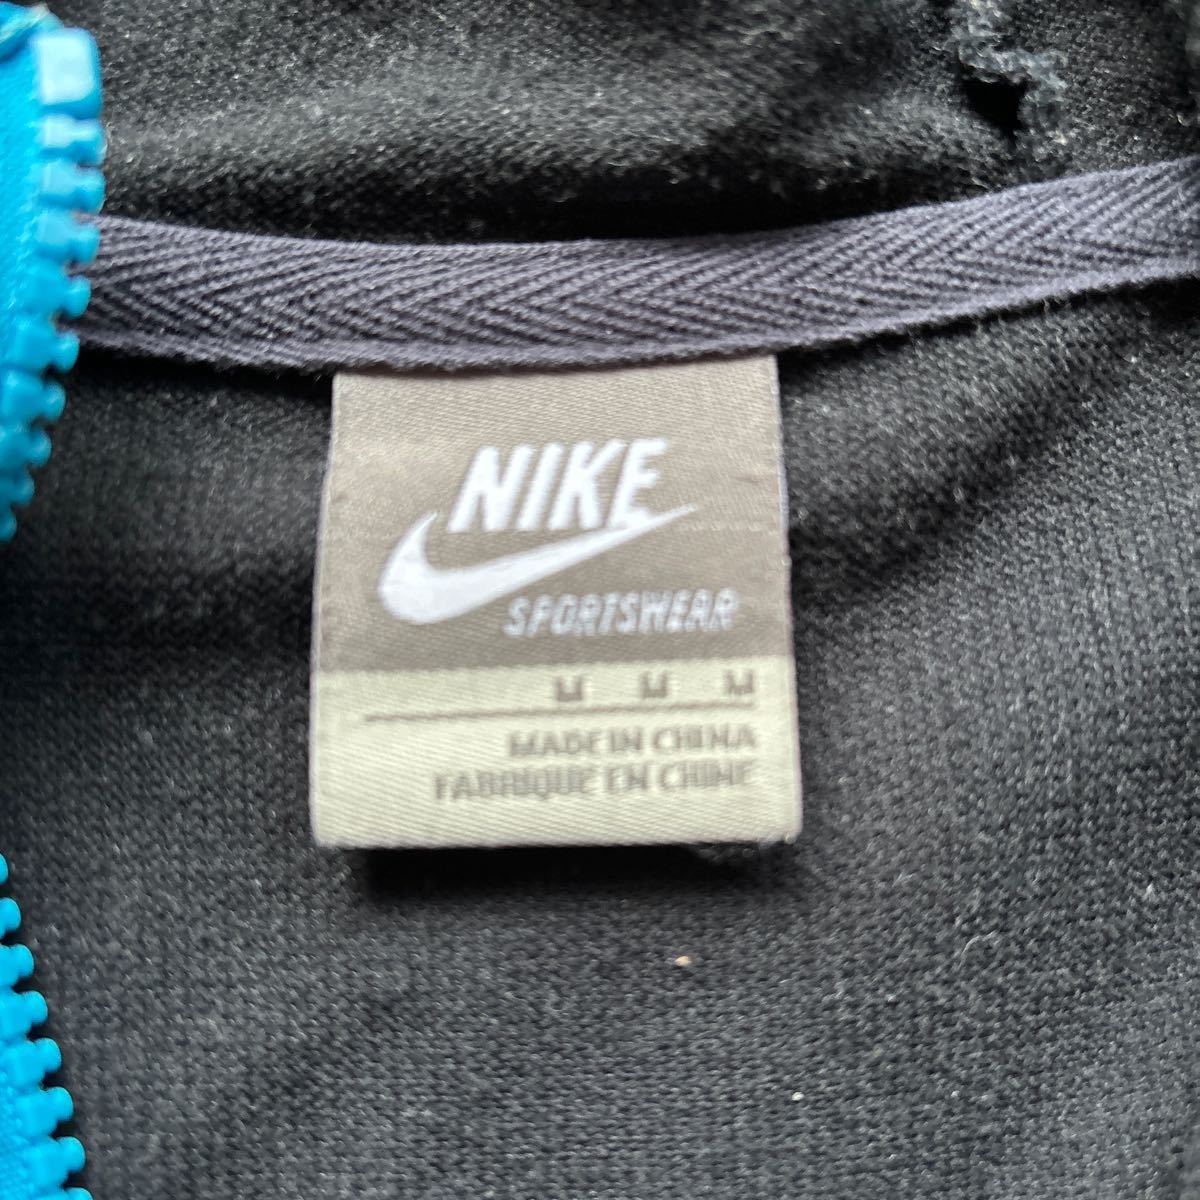 NIKE
SPORTSWEAR
M M M
MADE IN CHINA
FABRIQUE EN CHINE